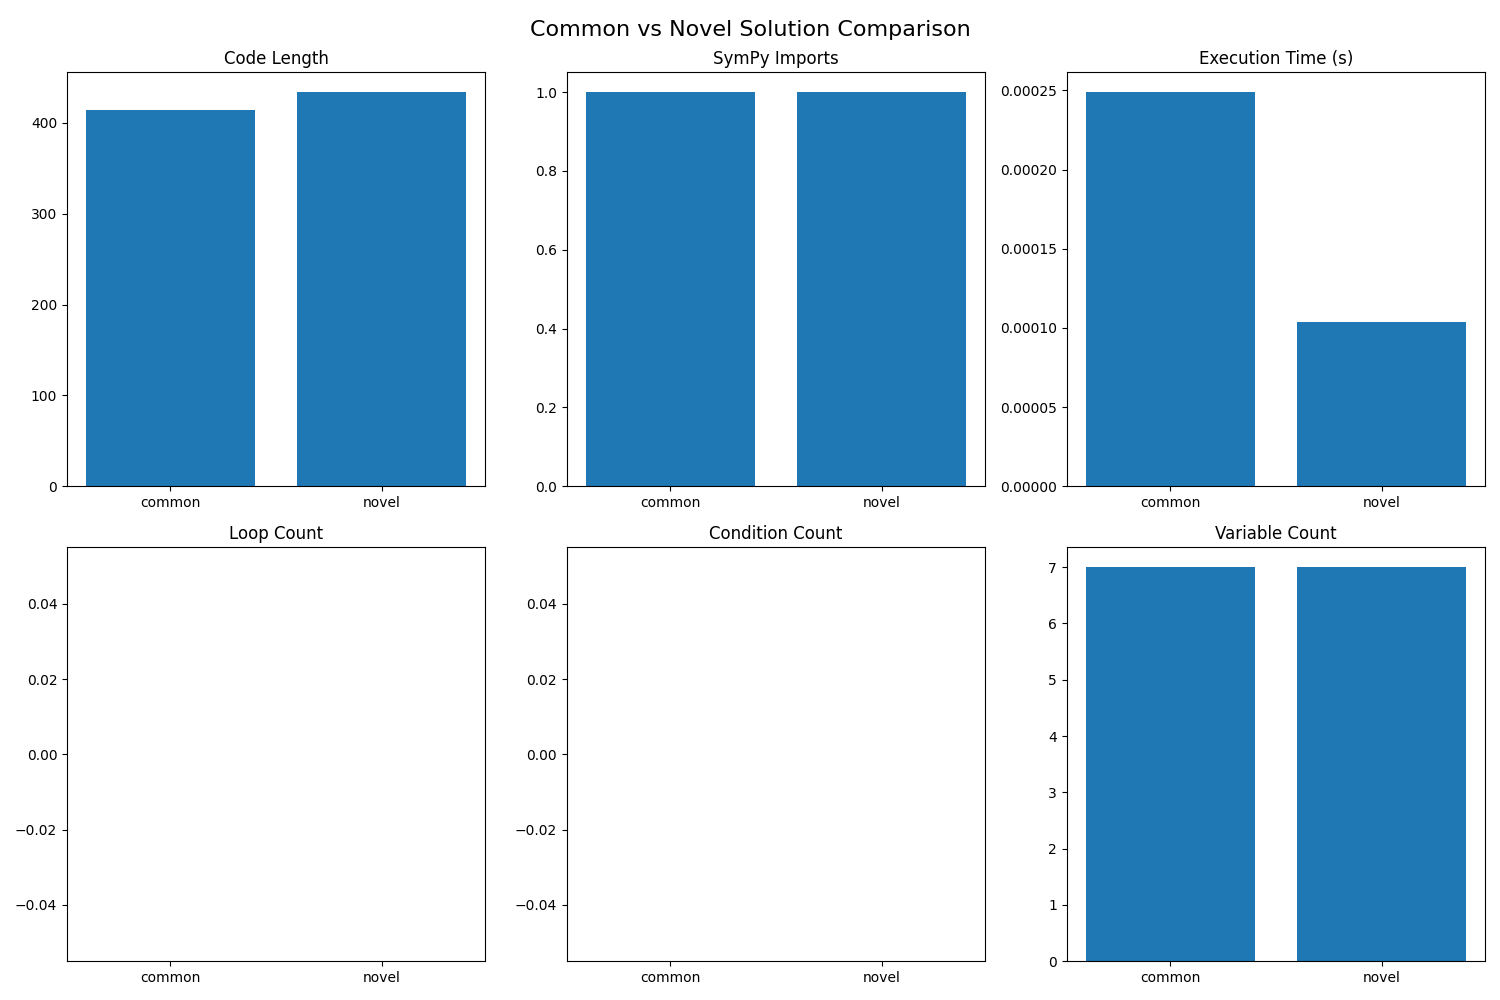 Common vs Novel Solution Comparison
Code Length
400
300
200
100
0
common novel
SymPy Imports
1.0
0.8
0.6
0.4
0.2
0.0
common novel
Execution Time (s)
0.00025
0.00020
0.00015
0.00010
0.00005
0.00000
common novel
Loop Count
0.04
0.02
0.00
−0.02
−0.04
common novel
Condition Count
0.04
0.02
0.00
−0.02
−0.04
common novel
Variable Count
7
6
5
4
3
2
1
0
common novel